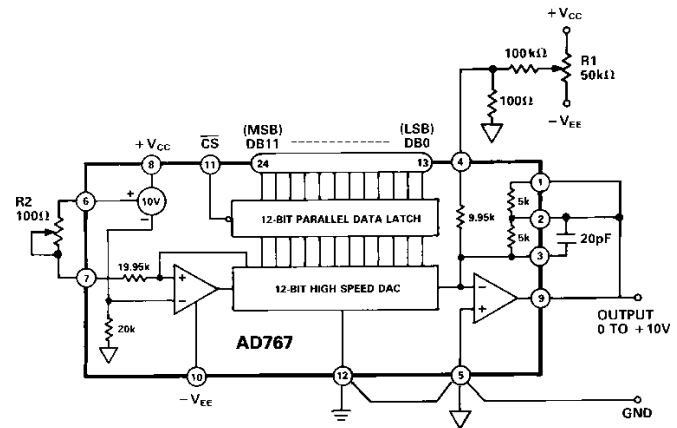 +VCC
100kΩ
R1
50kΩ
100Ω
−VEE
(MSB)
DB11
(LSB)
DB0
+VCC
CS
8
11
24
13
4
R2
100Ω
6
+
10V
−
12-BIT PARALLEL DATA LATCH
9.95k
5k
5k
1
2
3
20pF
7
19.95k
+
−
12-BIT HIGH SPEED DAC
−
+
9
OUTPUT
0 TO +10V
20k
AD767
10
12
5
−VEE
GND